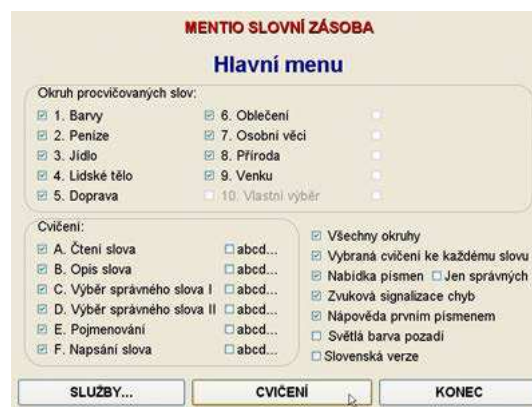 MENTIO SLOVNÍ ZÁSOBA
Hlavní menu
Okruh procvičovaných slov:
1. Barvy
2. Peníze
3. Jídlo
4. Lidské tělo
5. Doprava
6. Oblečení
7. Osobní věci
8. Příroda
9. Venku
10. Vlastní výběr
Cvičení:
A. Čtení slova abcd...
B. Opis slova abcd...
C. Výběr správného slova I abcd...
D. Výběr správného slova II abcd...
E. Pojmenování abcd...
F. Napsání slova abcd...
Všechny okruhy
Vybraná cvičení ke každému slovu
Nabídka písmen Jen správných
Zvuková signalizace chyb
Nápověda prvním písmenem
Světlá barva pozadí
Slovenská verze
SLUŽBY... CVIČENÍ KONEC